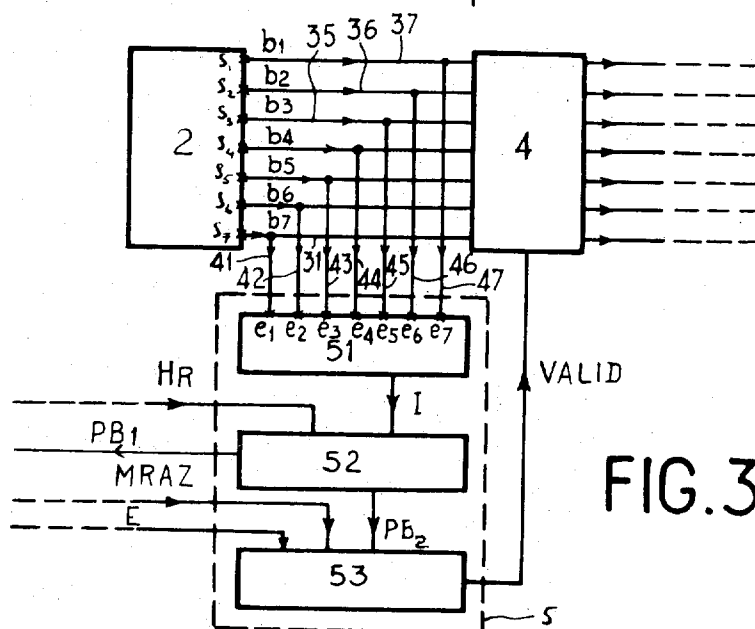 35 36 37
2 4
s1 b1
s2 b2
s3 b3
s4 b4
s5 b5
s6 b6
s7 b7
41 42 31 43 44 45 46 47
e1 e2 e3 e4 e5 e6 e7
51
HR I VALID
PB1 52
MRAZ
E PB2
53
5
FIG.3